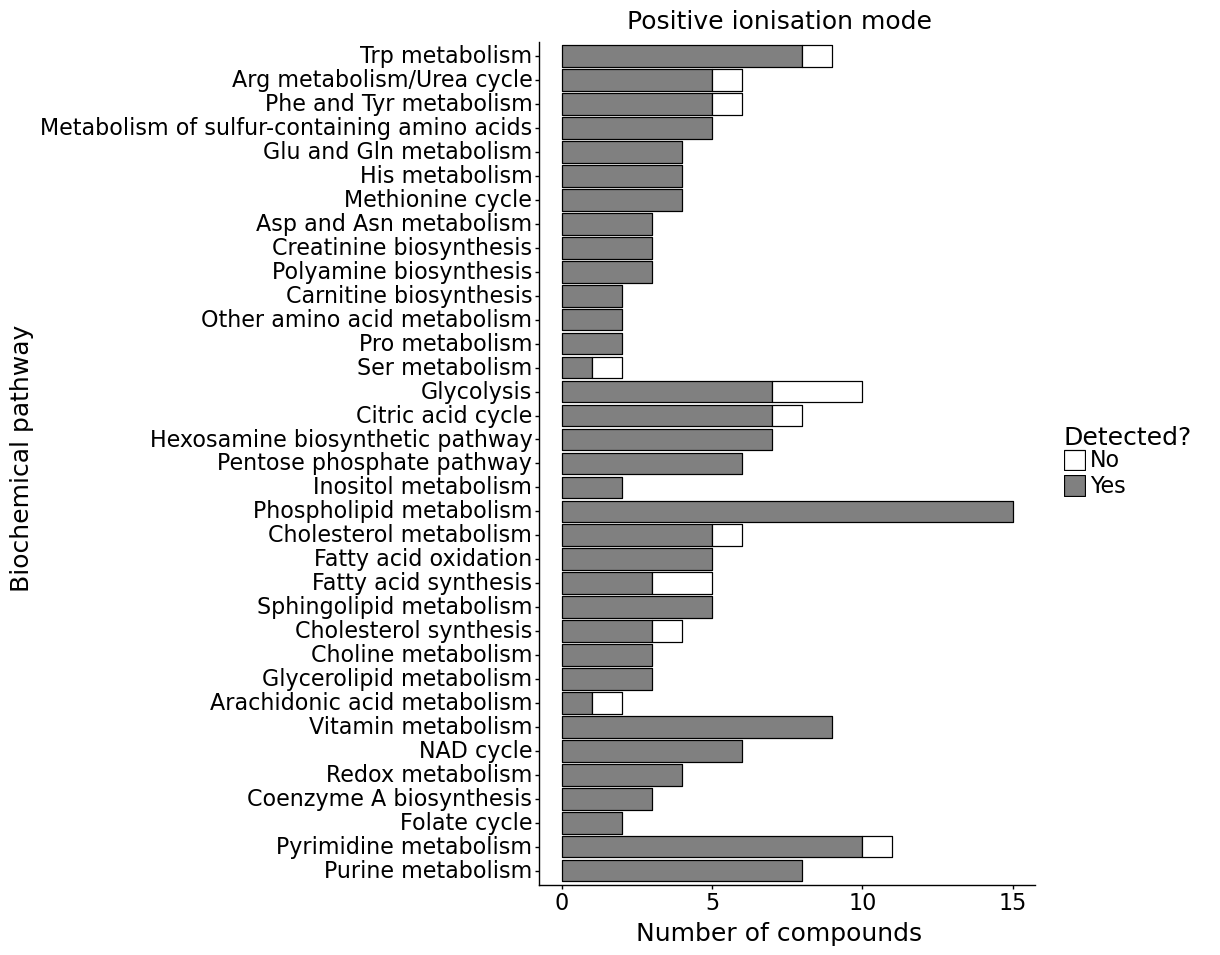 Positive ionisation mode
Biochemical pathway
Trp metabolism
Arg metabolism/Urea cycle
Phe and Tyr metabolism
Metabolism of sulfur-containing amino acids
Glu and Gln metabolism
His metabolism
Methionine cycle
Asp and Asn metabolism
Creatinine biosynthesis
Polyamine biosynthesis
Carnitine biosynthesis
Other amino acid metabolism
Pro metabolism
Ser metabolism
Glycolysis
Citric acid cycle
Hexosamine biosynthetic pathway
Pentose phosphate pathway
Inositol metabolism
Phospholipid metabolism
Cholesterol metabolism
Fatty acid oxidation
Fatty acid synthesis
Sphingolipid metabolism
Cholesterol synthesis
Choline metabolism
Glycerolipid metabolism
Arachidonic acid metabolism
Vitamin metabolism
NAD cycle
Redox metabolism
Coenzyme A biosynthesis
Folate cycle
Pyrimidine metabolism
Purine metabolism
0 5 10 15
Number of compounds
Detected?
No
Yes